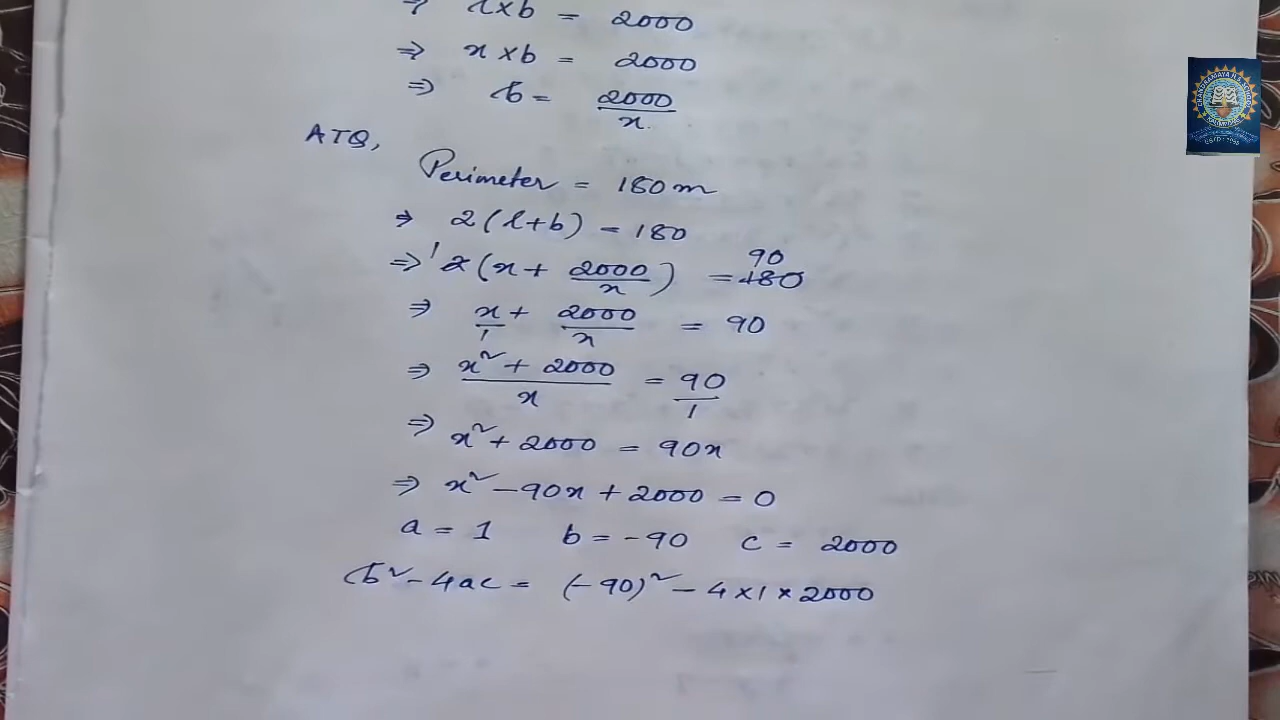 ⇒ l×b = 2000
⇒ x×b = 2000
⇒ b = 2000/x.
ATQ,
Perimeter = 180m
⇒ 2(l+b) = 180
⇒ 1 2(x + 2000/x) = 180 90
⇒ x/1 + 2000/x = 90
⇒ x² + 2000/x = 90/1
⇒ x² + 2000 = 90x
⇒ x² - 90x + 2000 = 0
a = 1 b = -90 c = 2000
b² - 4ac = (-90)² - 4×1×2000